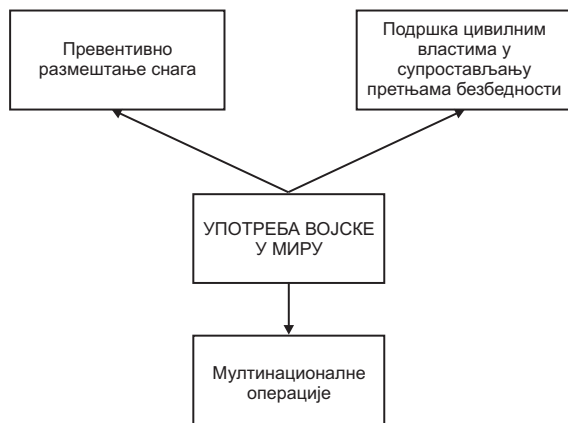 Превентивно
размештање снага
Подршка цивилним
властима у
супростављању
претњама безбедности
УПОТРЕБА ВОЈСКЕ
У МИРУ
Мултинационалне
операције